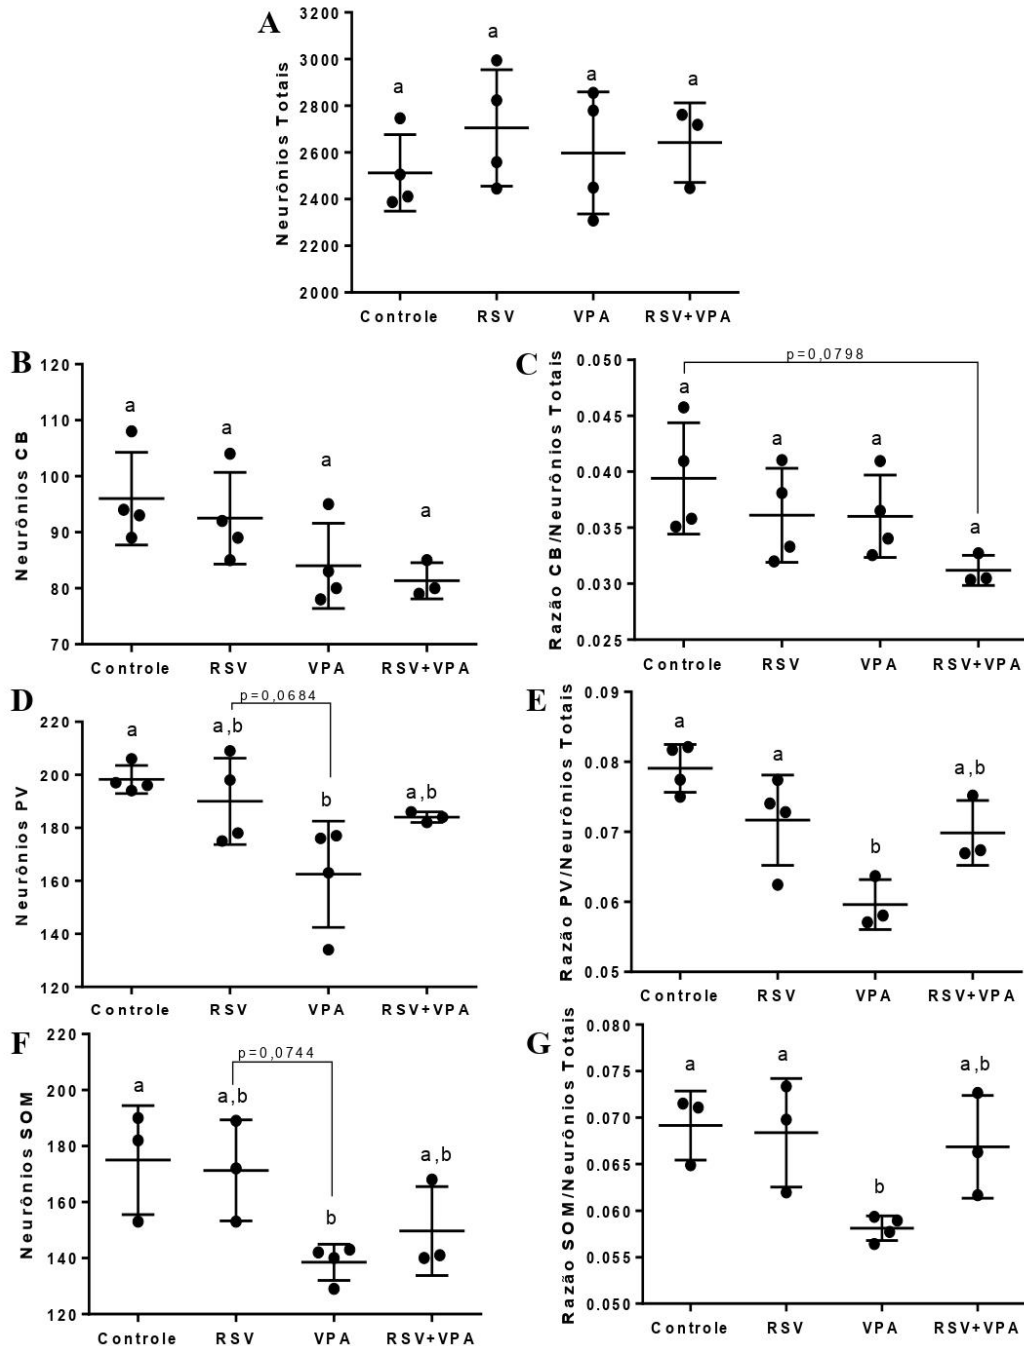 A
Neurônios Totais
3200
3000
2800
2600
2400
2200
2000
a
a
a
a
Controle RSV VPA RSV+VPA
B
Neurônios CB
120
110
100
90
80
70
a
a
a
a
Controle RSV VPA RSV+VPA
C
Razão CB/Neurônios Totais
0.050
0.045
0.040
0.035
0.030
0.025
p=0,0798
a
a
a
a
Controle RSV VPA RSV+VPA
D
Neurônios PV
220
200
180
160
140
120
p=0,0684
a
a,b
b
a,b
Controle RSV VPA RSV+VPA
E
Razão PV/Neurônios Totais
0.09
0.08
0.07
0.06
0.05
a
a
b
a,b
Controle RSV VPA RSV+VPA
F
Neurônios SOM
220
200
180
160
140
120
p=0,0744
a
a,b
b
a,b
Controle RSV VPA RSV+VPA
G
Razão SOM/Neurônios Totais
0.080
0.075
0.070
0.065
0.060
0.055
0.050
a
a
b
a,b
Controle RSV VPA RSV+VPA